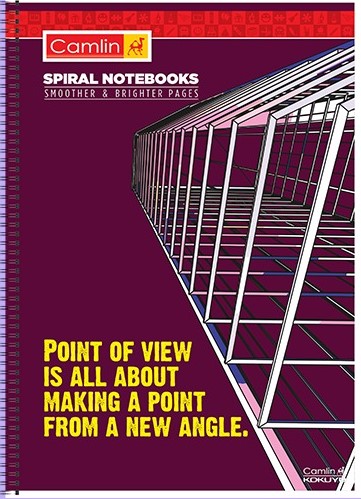 Camlin
SPIRAL NOTEBOOKS
SMOOTHER & BRIGHTER PAGES
POINT OF VIEW
IS ALL ABOUT
MAKING A POINT
FROM A NEW ANGLE.
Camlin
KOKUYO